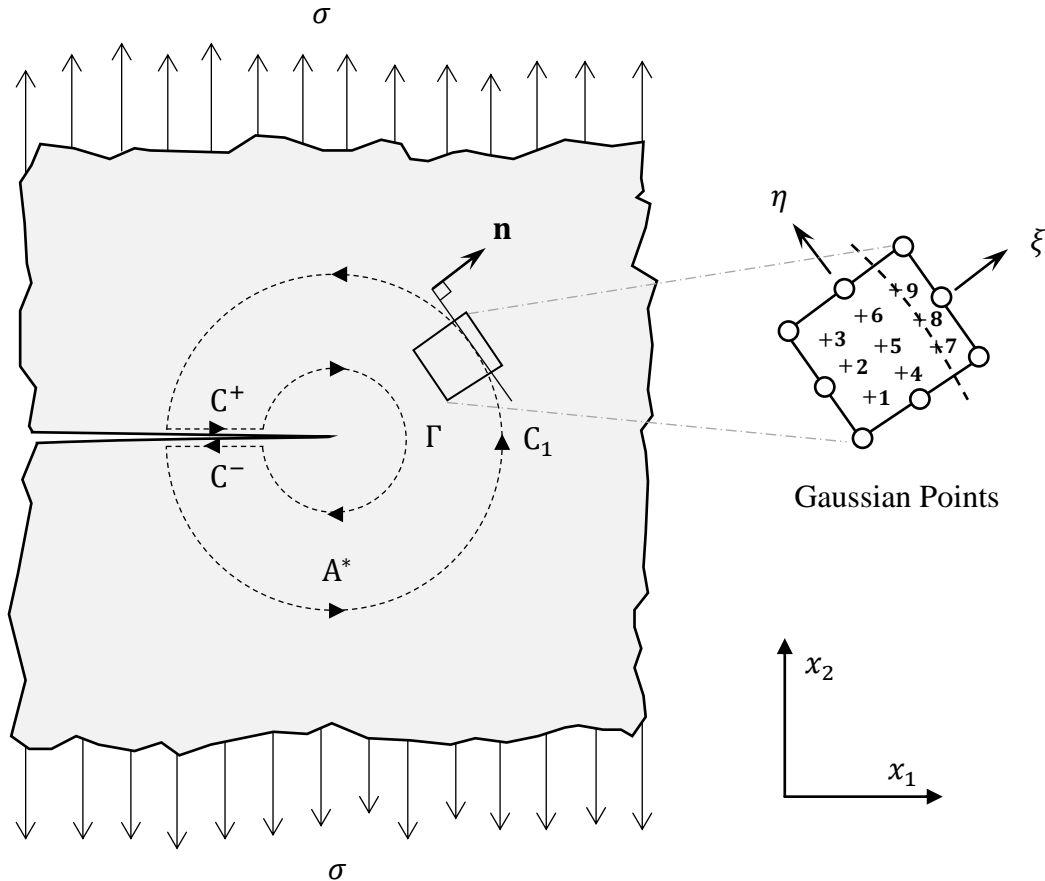 σ
n
η
ξ
+9
+6
+8
+3
+5
+7
+2
+4
+1
C⁺
Γ
C₁
C⁻
Gaussian Points
A*
x₂
x₁
σ